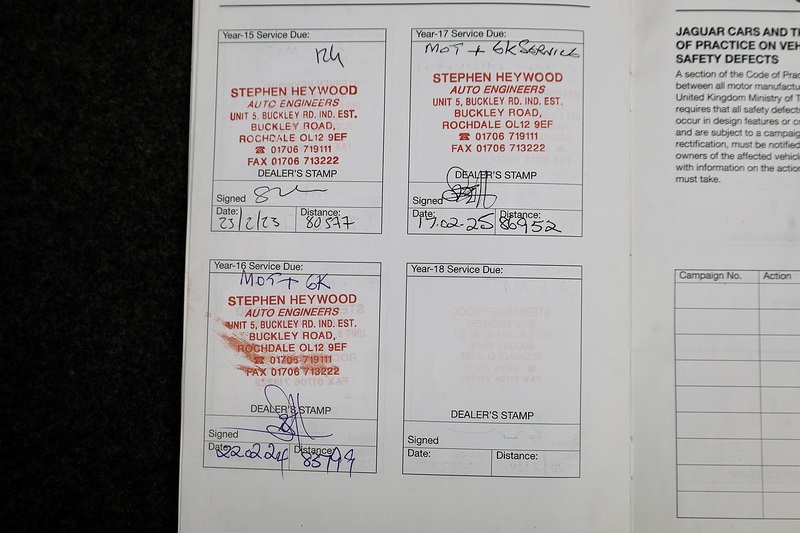 Year-15 Service Due:
12k
STEPHEN HEYWOOD
AUTO ENGINEERS
UNIT 5, BUCKLEY RD. IND. EST.
BUCKLEY ROAD,
ROCHDALE OL12 9EF
☎ 01706 719111
FAX 01706 713222
DEALER'S STAMP
Signed
Date: Distance:
23/2/23 80577
Year-16 Service Due:
MOT + 6K
STEPHEN HEYWOOD
AUTO ENGINEERS
UNIT 5, BUCKLEY RD. IND. EST.
BUCKLEY ROAD,
ROCHDALE OL12 9EF
☎ 01706 719111
FAX 01706 713222
DEALER'S STAMP
Signed
Date: Distance:
Year-17 Service Due:
MOT + 6K SERVICE
STEPHEN HEYWOOD
AUTO ENGINEERS
UNIT 5, BUCKLEY RD. IND. EST.
BUCKLEY ROAD,
ROCHDALE OL12 9EF
☎ 01706 719111
FAX 01706 713222
DEALER'S STAMP
Signed
Date: Distance:
17.02.25 86952
Year-18 Service Due:
DEALER'S STAMP
Signed
Date: Distance:
JAGUAR CARS AND
OF PRACTICE ON
SAFETY DEFECTS
A section of the Code of
between all motor
United Kingdom Ministry of
requires that all safety
occur in design features or
and are subject to a
rectification, must be notified
owners of the affected
with information on the
must take.
Campaign No. Action